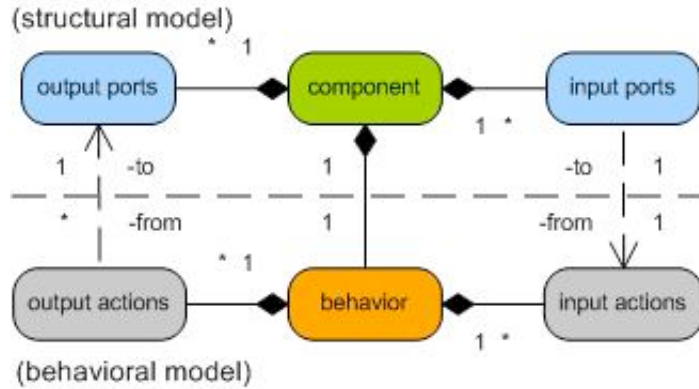 (structural model)
* 1
output ports
component
input ports
1 *
1 -to 1 -to 1
* -from 1 -from 1
* 1
output actions
behavior
input actions
1 *
(behavioral model)